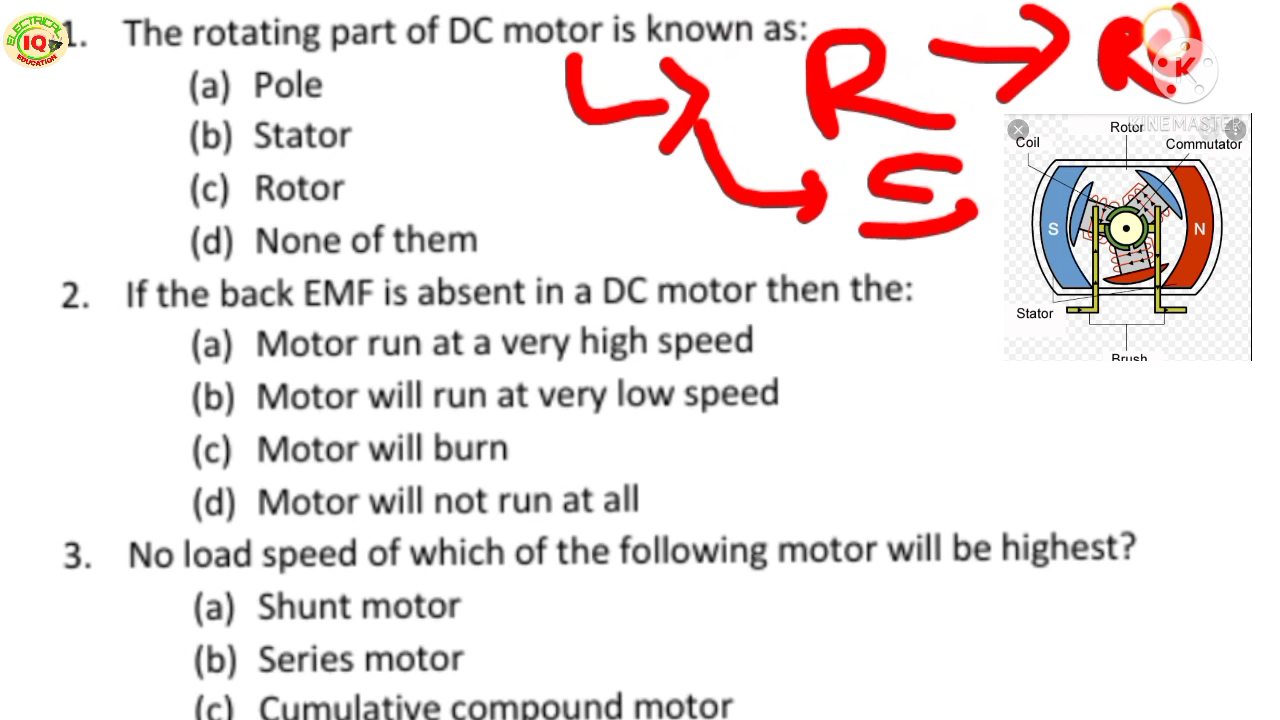 ELECTRICAL
IQ
EDUCATION
1. The rotating part of DC motor is known as:
(a) Pole
(b) Stator
(c) Rotor
(d) None of them
R
R
S
K
KINEMASTER
Rotor
Coil
Commutator
S
N
Stator
Brush
2. If the back EMF is absent in a DC motor then the:
(a) Motor run at a very high speed
(b) Motor will run at very low speed
(c) Motor will burn
(d) Motor will not run at all
3. No load speed of which of the following motor will be highest?
(a) Shunt motor
(b) Series motor
(c) Cumulative compound motor